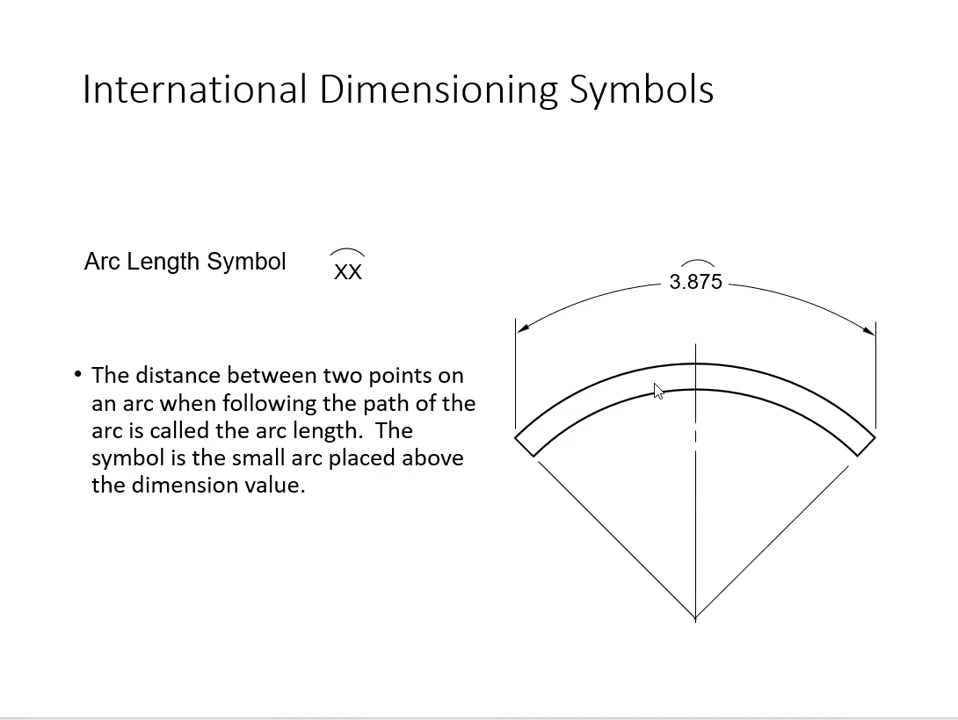 International Dimensioning Symbols
Arc Length Symbol XX
3.875
• The distance between two points on
an arc when following the path of the
arc is called the arc length.  The
symbol is the small arc placed above
the dimension value.